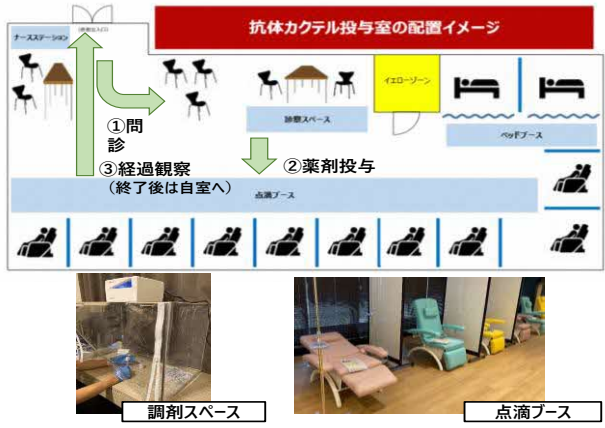 抗体カクテル投与室の配置イメージ
ナースステーション
イエローゾーン
診察スペース
ベッドブース
①問
診
②薬剤投与
③経過観察
（終了後は自室へ）
点滴ブース
調剤スペース
点滴ブース